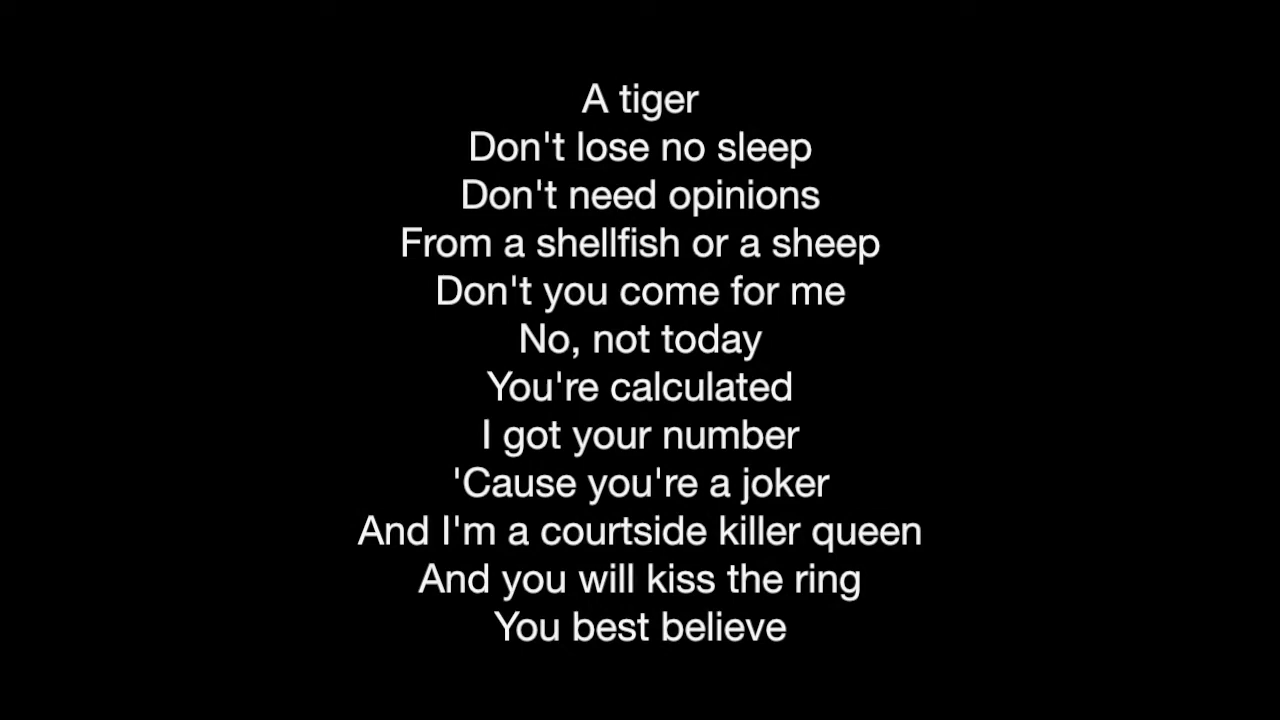 A tiger
Don't lose no sleep
Don't need opinions
From a shellfish or a sheep
Don't you come for me
No, not today
You're calculated
I got your number
'Cause you're a joker
And I'm a courtside killer queen
And you will kiss the ring
You best believe